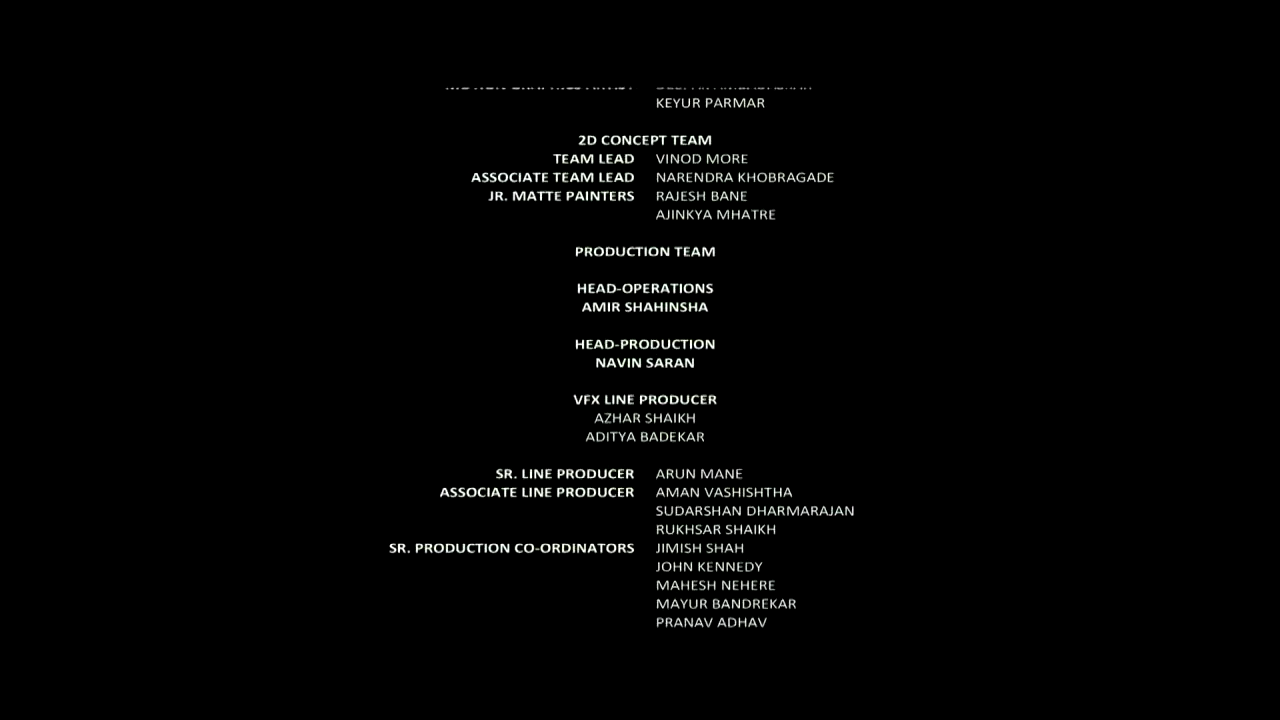 KEYUR PARMAR
2D CONCEPT TEAM
TEAM LEAD VINOD MORE
ASSOCIATE TEAM LEAD NARENDRA KHOBRAGADE
JR. MATTE PAINTERS RAJESH BANE
AJINKYA MHATRE
PRODUCTION TEAM
HEAD-OPERATIONS
AMIR SHAHINSHA
HEAD-PRODUCTION
NAVIN SARAN
VFX LINE PRODUCER
AZHAR SHAIKH
ADITYA BADEKAR
SR. LINE PRODUCER ARUN MANE
ASSOCIATE LINE PRODUCER AMAN VASHISHTHA
SUDARSHAN DHARMARAJAN
RUKHSAR SHAIKH
SR. PRODUCTION CO-ORDINATORS JIMISH SHAH
JOHN KENNEDY
MAHESH NEHERE
MAYUR BANDREKAR
PRANAV ADHAV